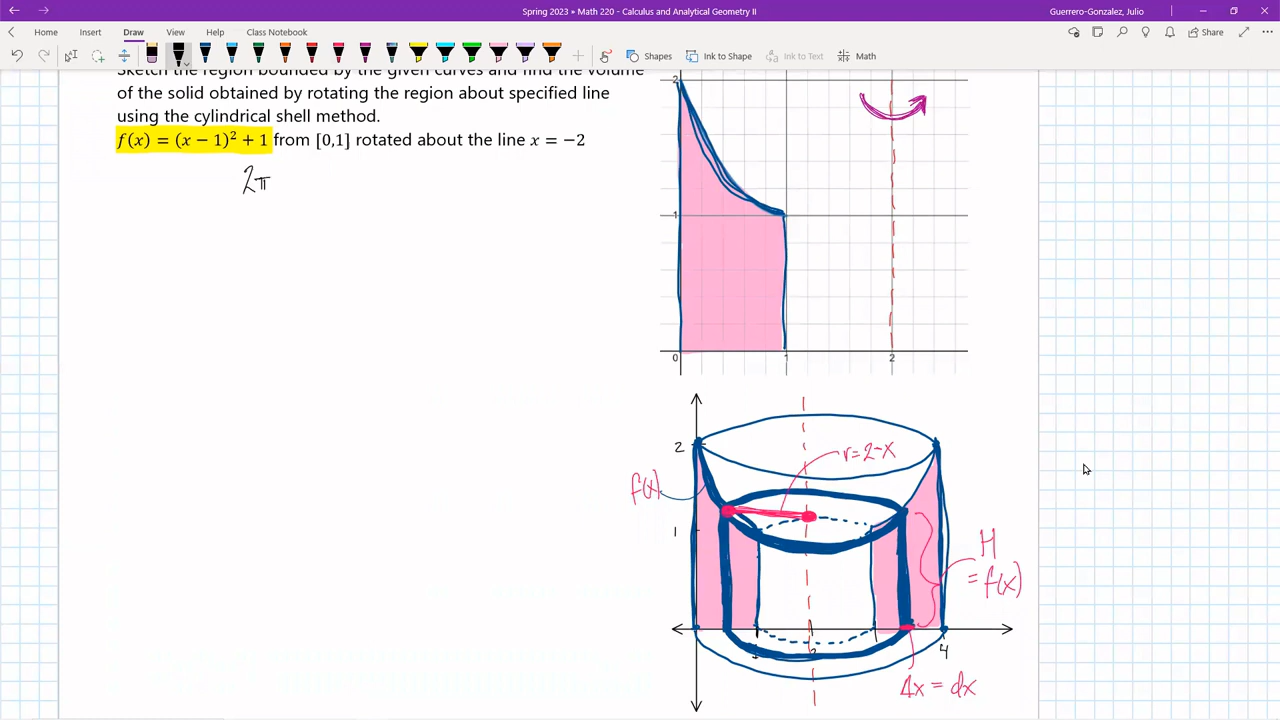 Spring 2023 » Math 220 - Calculus and Analytical Geometry II
Guerrero-Gonzalez, Julio
Home Insert Draw View Help Class Notebook
Share
Shapes Ink to Shape Ink to Text Math
Sketch the region bounded by the given curves and find the volume
of the solid obtained by rotating the region about specified line
using the cylindrical shell method.
f(x) = (x − 1)² + 1 from [0,1] rotated about the line x = −2
2π
2
1
0 1 2
2
r=2-x
f(x)
1
H
= f(x)
1 2 4
Δx = dx